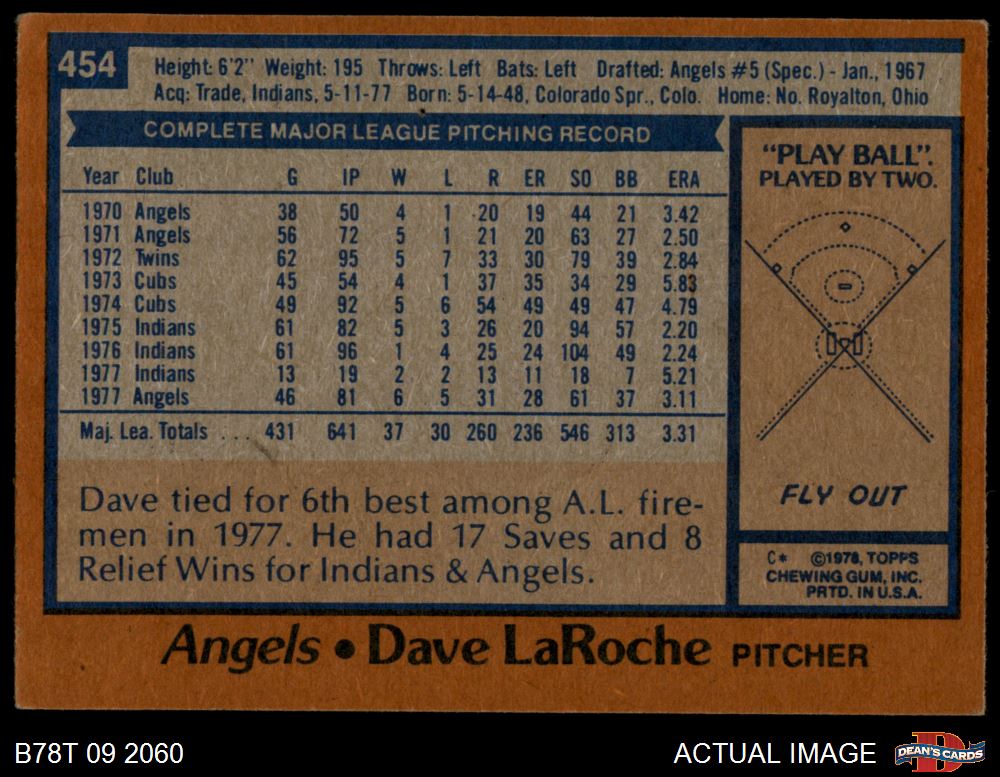 454
Height: 6'2" Weight: 195 Throws: Left Bats: Left Drafted: Angels #5 (Spec.) - Jan., 1967
Acq: Trade, Indians, 5-11-77 Born: 5-14-48, Colorado Spr., Colo. Home: No. Royalton, Ohio
COMPLETE MAJOR LEAGUE PITCHING RECORD
Year Club G IP W L R ER SO BB ERA
1970 Angels 38 50 4 1 20 19 44 21 3.42
1971 Angels 56 72 5 1 21 20 63 27 2.50
1972 Twins 62 95 5 7 33 30 79 39 2.84
1973 Cubs 45 54 4 1 37 35 34 29 5.83
1974 Cubs 49 92 5 6 54 49 49 47 4.79
1975 Indians 61 82 5 3 26 20 94 57 2.20
1976 Indians 61 96 1 4 25 24 104 49 2.24
1977 Indians 13 19 2 2 13 11 18 7 5.21
1977 Angels 46 81 6 5 31 28 61 37 3.11
Maj. Lea. Totals ... 431 641 37 30 260 236 546 313 3.31
Dave tied for 6th best among A.L. fire-
men in 1977. He had 17 Saves and 8
Relief Wins for Indians & Angels.
"PLAY BALL".
PLAYED BY TWO.
FLY OUT
C* ©1978, TOPPS
CHEWING GUM, INC.
PRTD. IN U.S.A.
Angels • Dave LaRoche PITCHER
B78T 09 2060
ACTUAL IMAGE
D
DEAN'S CARDS